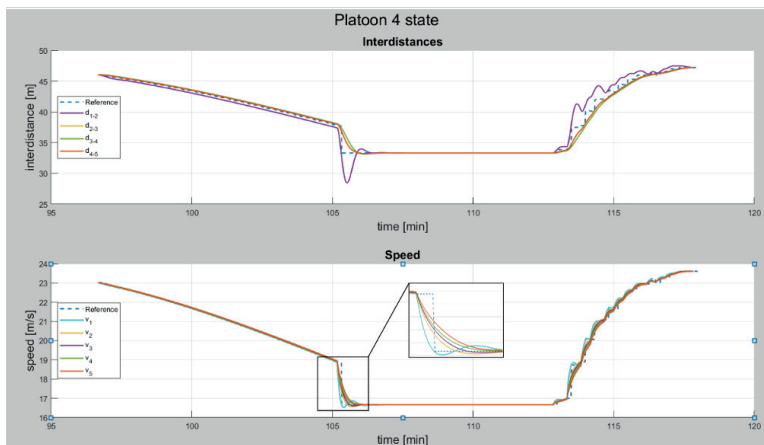 Platoon 4 state
Interdistances
50
45
40
35
30
25
interdistance [m]
Reference
d1-2
d2-3
d3-4
d4-5
95 100 105 110 115 120
time [min]
Speed
24
23
22
21
20
19
18
17
16
speed [m/s]
Reference
v1
v2
v3
v4
v5
95 100 105 110 115 120
time [min]